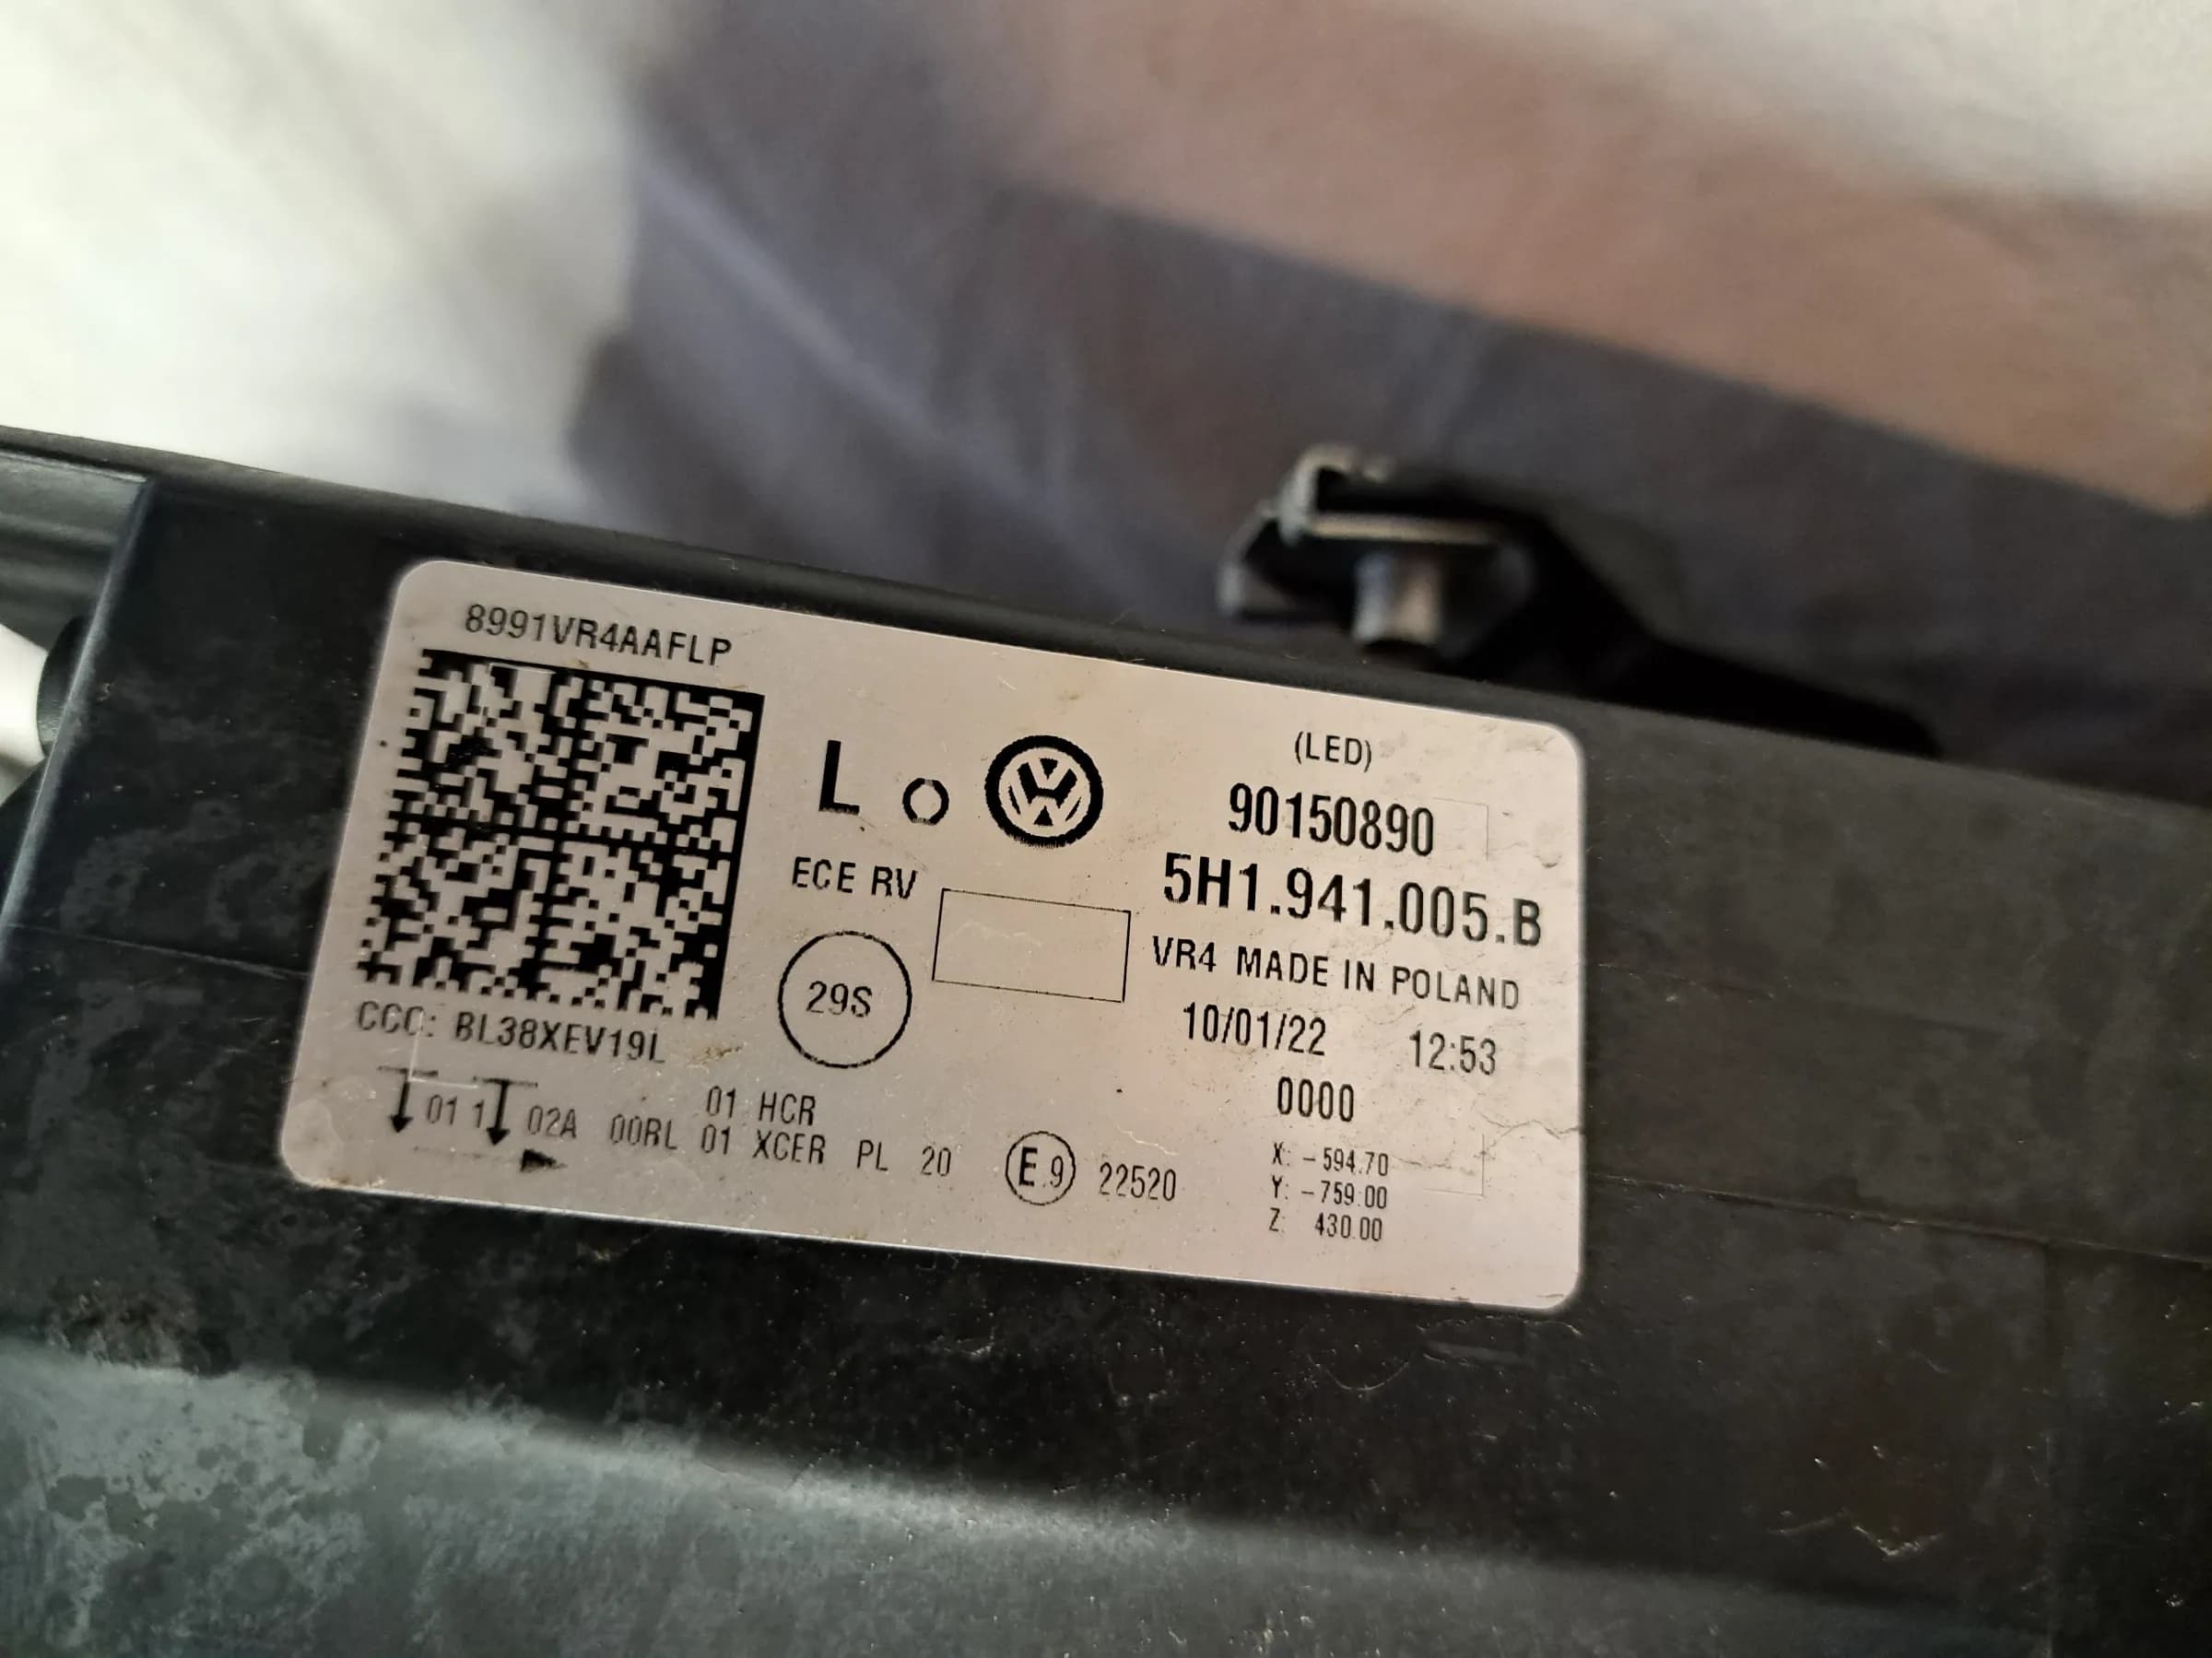 8991VR4AAFLP
L
(LED)
90150890
ECE RV
5H1.941.005.B
VR4 MADE IN POLAND
29S
10/01/22 12:53
CCC: BL38XEV19L
0000
01 HCR
01 1 02A 00RL 01 XCER PL 20
E 9 22520
X: -594.70
Y: -759.00
Z: 430.00